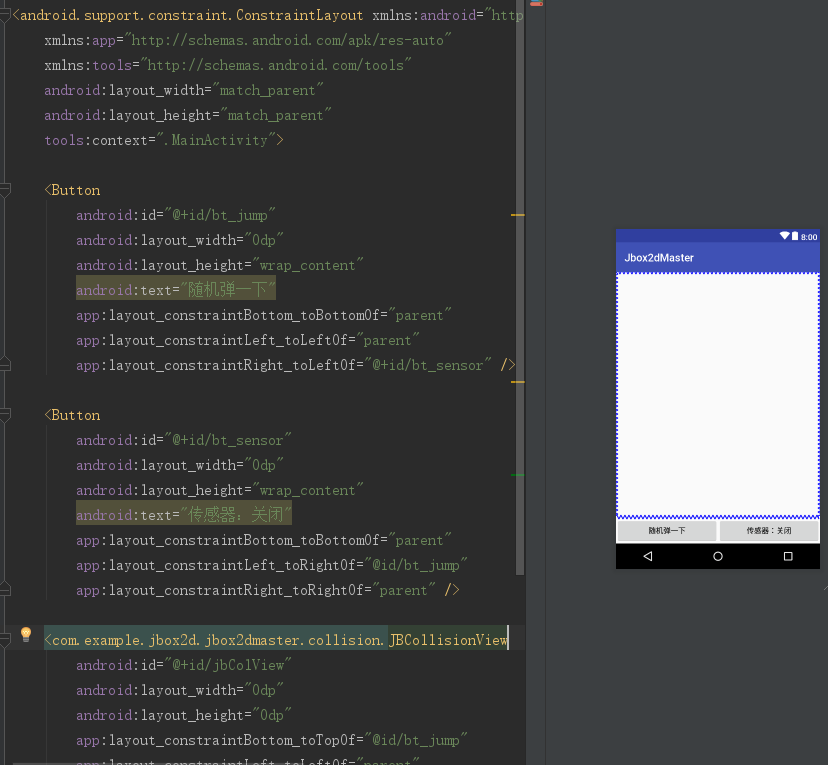 <android.support.constraint.ConstraintLayout xmlns:android="http
xmlns:app="http://schemas.android.com/apk/res-auto"
xmlns:tools="http://schemas.android.com/tools"
android:layout_width="match_parent"
android:layout_height="match_parent"
tools:context=".MainActivity">
<Button
android:id="@+id/bt_jump"
android:layout_width="0dp"
android:layout_height="wrap_content"
android:text="随机弹一下"
app:layout_constraintBottom_toBottomOf="parent"
app:layout_constraintLeft_toLeftOf="parent"
app:layout_constraintRight_toLeftOf="@+id/bt_sensor" />
<Button
android:id="@+id/bt_sensor"
android:layout_width="0dp"
android:layout_height="wrap_content"
android:text="传感器：关闭"
app:layout_constraintBottom_toBottomOf="parent"
app:layout_constraintLeft_toRightOf="@id/bt_jump"
app:layout_constraintRight_toRightOf="parent" />
<com.example.jbox2d.jbox2dmaster.collision.JBCollisionView
android:id="@+id/jbColView"
android:layout_width="0dp"
android:layout_height="0dp"
app:layout_constraintBottom_toTopOf="@id/bt_jump"
app:layout_constraintLeft_toLeftOf="parent"
8:00
Jbox2dMaster
随机弹一下
传感器：关闭